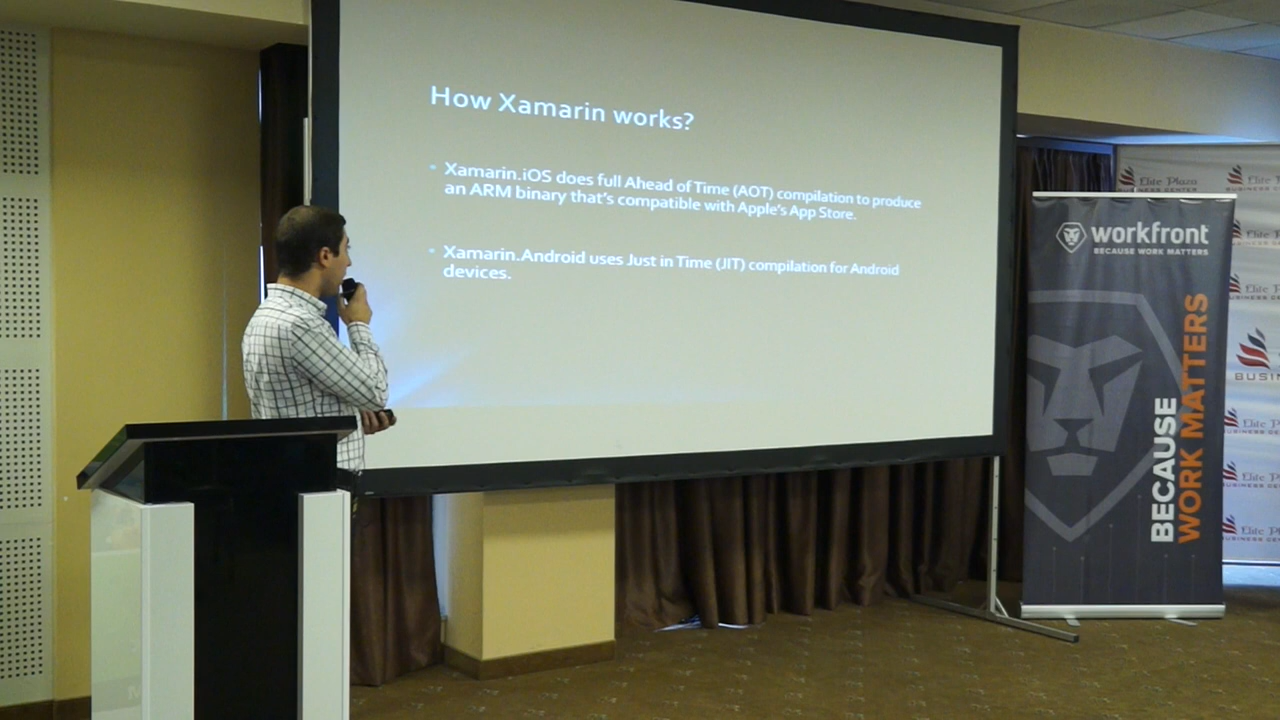 How Xamarin works?
Xamarin.iOS does full Ahead of Time (AOT) compilation to produce
an ARM binary that's compatible with Apple's App Store.
Xamarin.Android uses Just in Time (JIT) compilation for Android
devices.
workfront
BECAUSE WORK MATTERS
BECAUSE
WORK MATTERS
Elite Plaza
BUSINESS CENTER